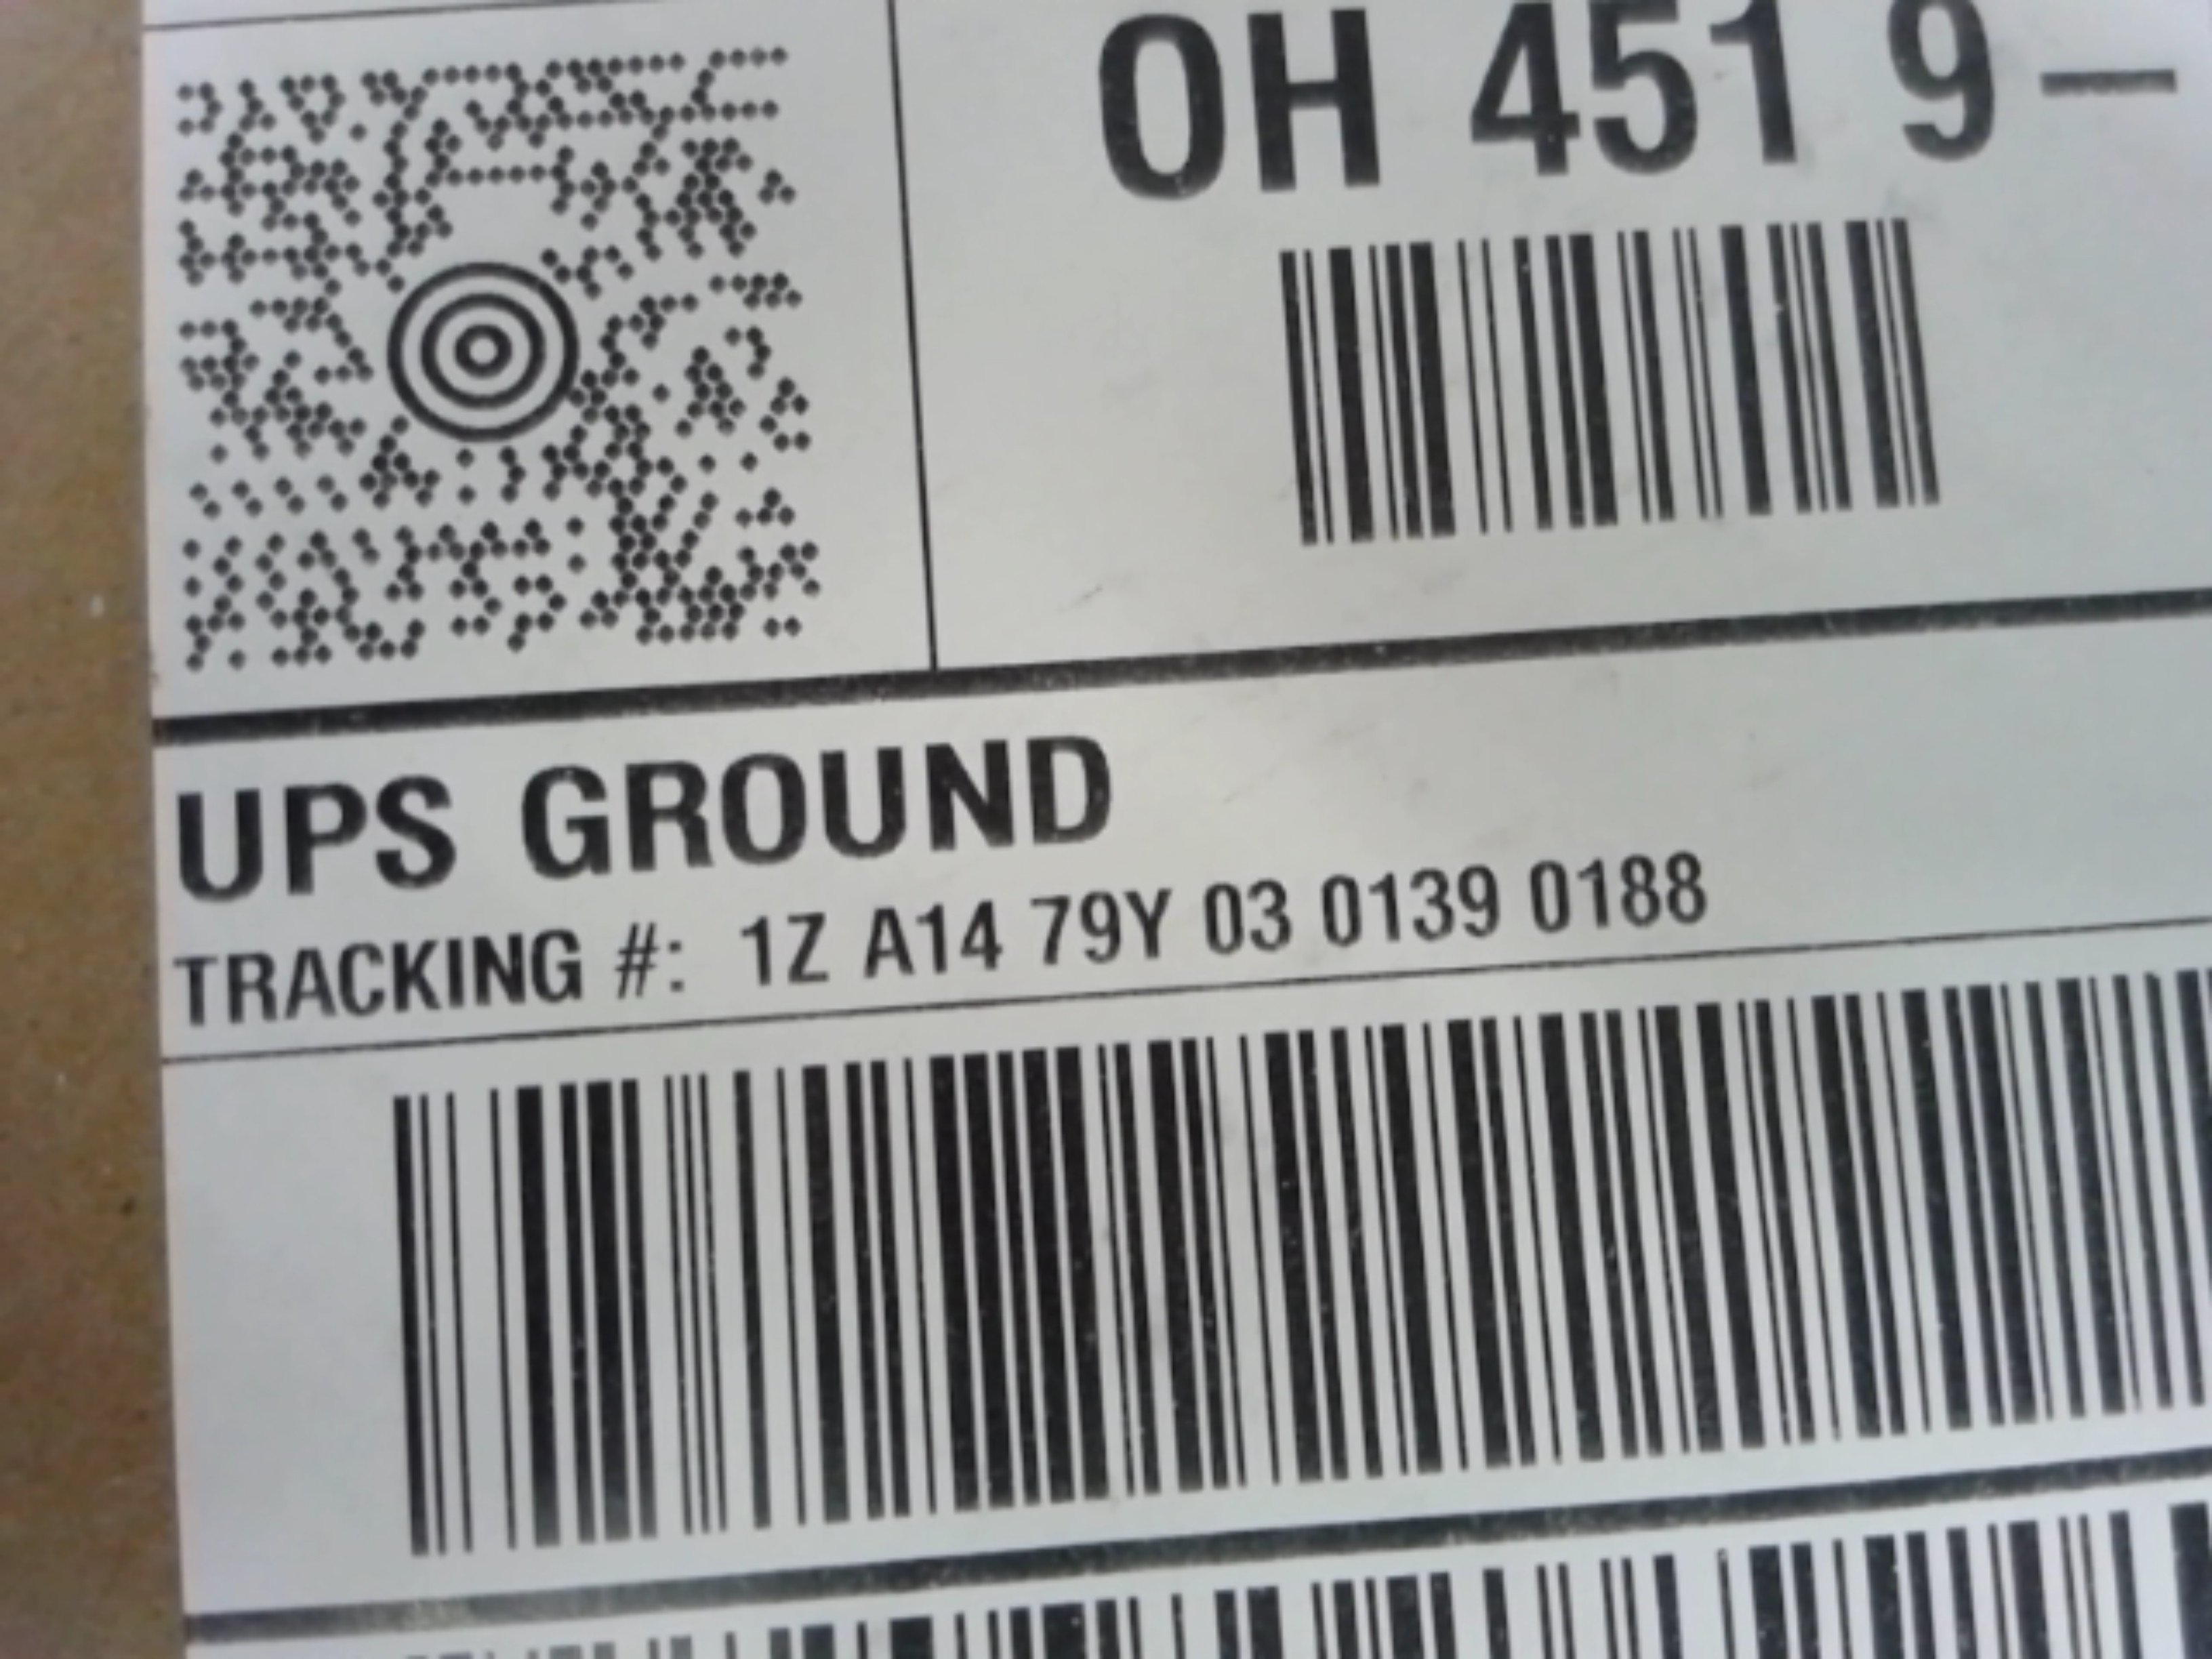 OH 451 9-
UPS GROUND
TRACKING #: 1Z A14 79Y 03 0139 0188